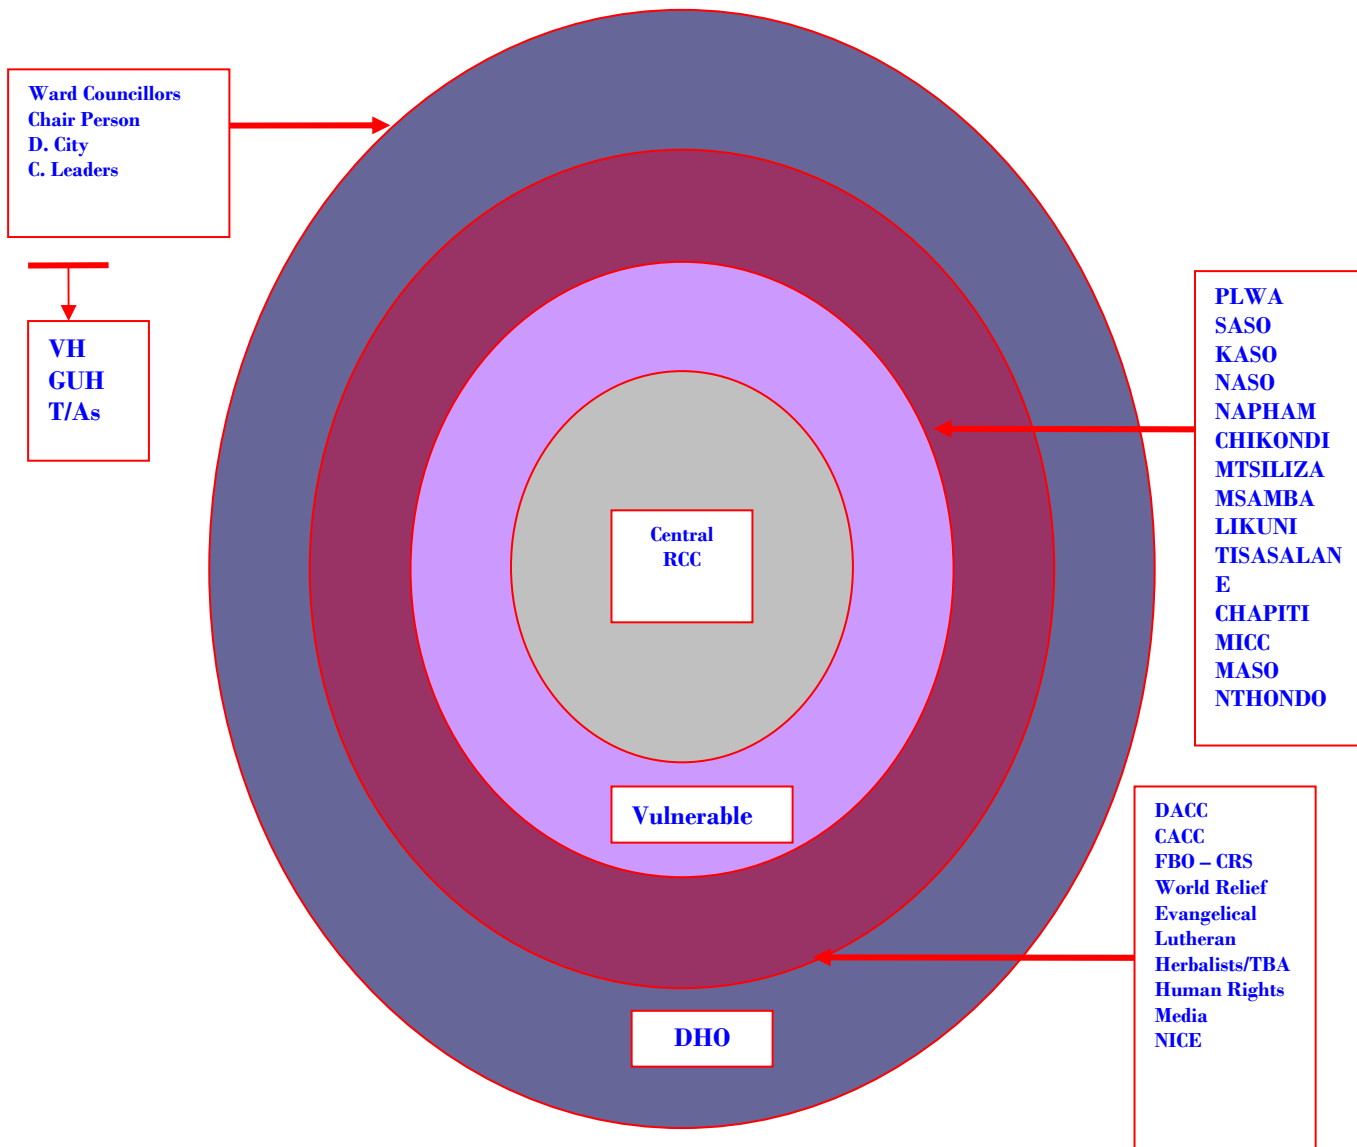 Ward Councillors
Chair Person
D. City
C. Leaders
VH
GUH
T/As
PLWA
SASO
KASO
NASO
NAPHAM
CHIKONDI
MTSILIZA
MSAMBA
LIKUNI
TISASALAN
E
CHAPITI
MICC
MASO
NTHONDO
Central
RCC
Vulnerable
DACC
CACC
FBO – CRS
World Relief
Evangelical
Lutheran
Herbalists/TBA
Human Rights
Media
NICE
DHO